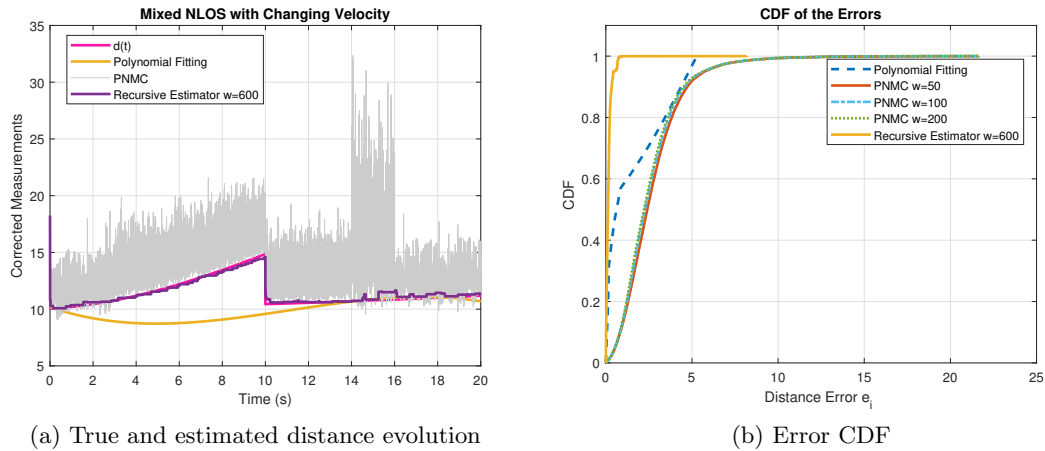 Mixed NLOS with Changing Velocity
35
30
25
20
15
10
5
Corrected Measurements
d(t)
Polynomial Fitting
PNMC
Recursive Estimator w=600
0 2 4 6 8 10 12 14 16 18 20
Time (s)
(a) True and estimated distance evolution
CDF of the Errors
1
0.8
0.6
0.4
0.2
0
CDF
Polynomial Fitting
PNMC w=50
PNMC w=100
PNMC w=200
Recursive Estimator w=600
0 5 10 15 20 25
Distance Error e_i
(b) Error CDF